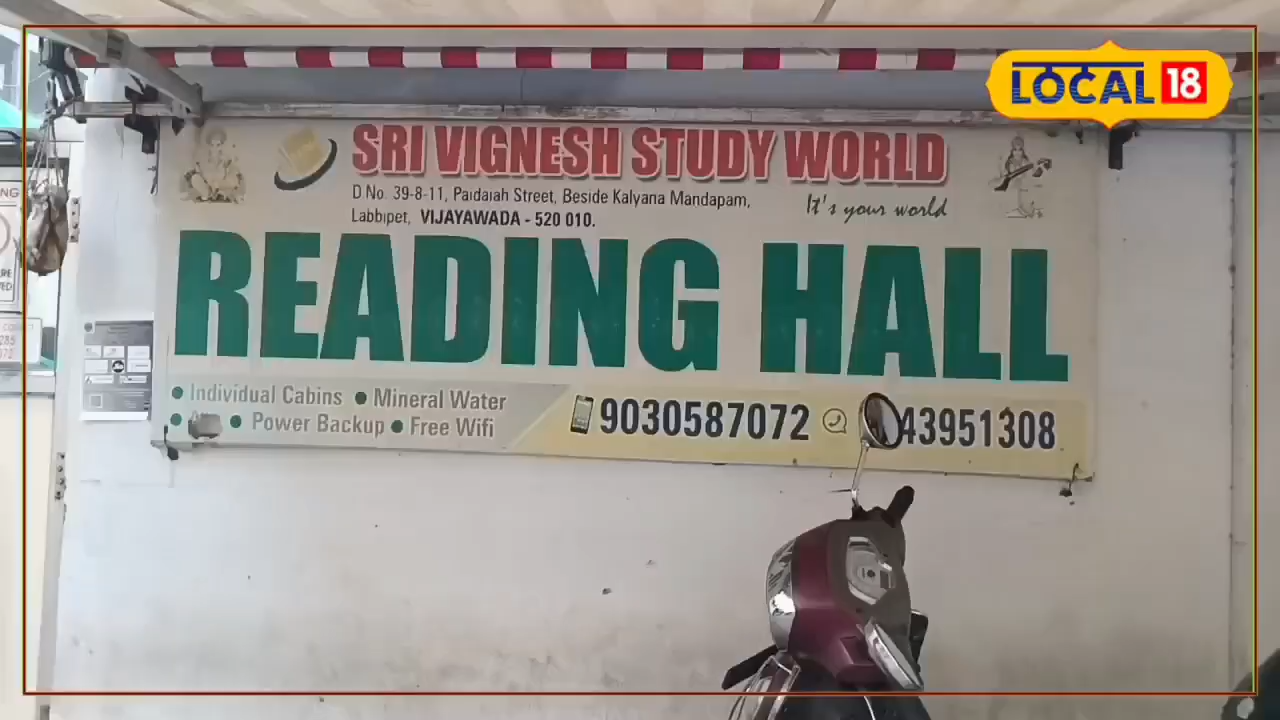 LOCAL 18
SRI VIGNESH STUDY WORLD
D No. 39-8-11, Paidaiah Street, Beside Kalyana Mandapam,
It's your world
Labbipet, VIJAYAWADA - 520 010.
READING HALL
• Individual Cabins • Mineral Water
• • Power Backup • Free Wifi
9030587072 43951308